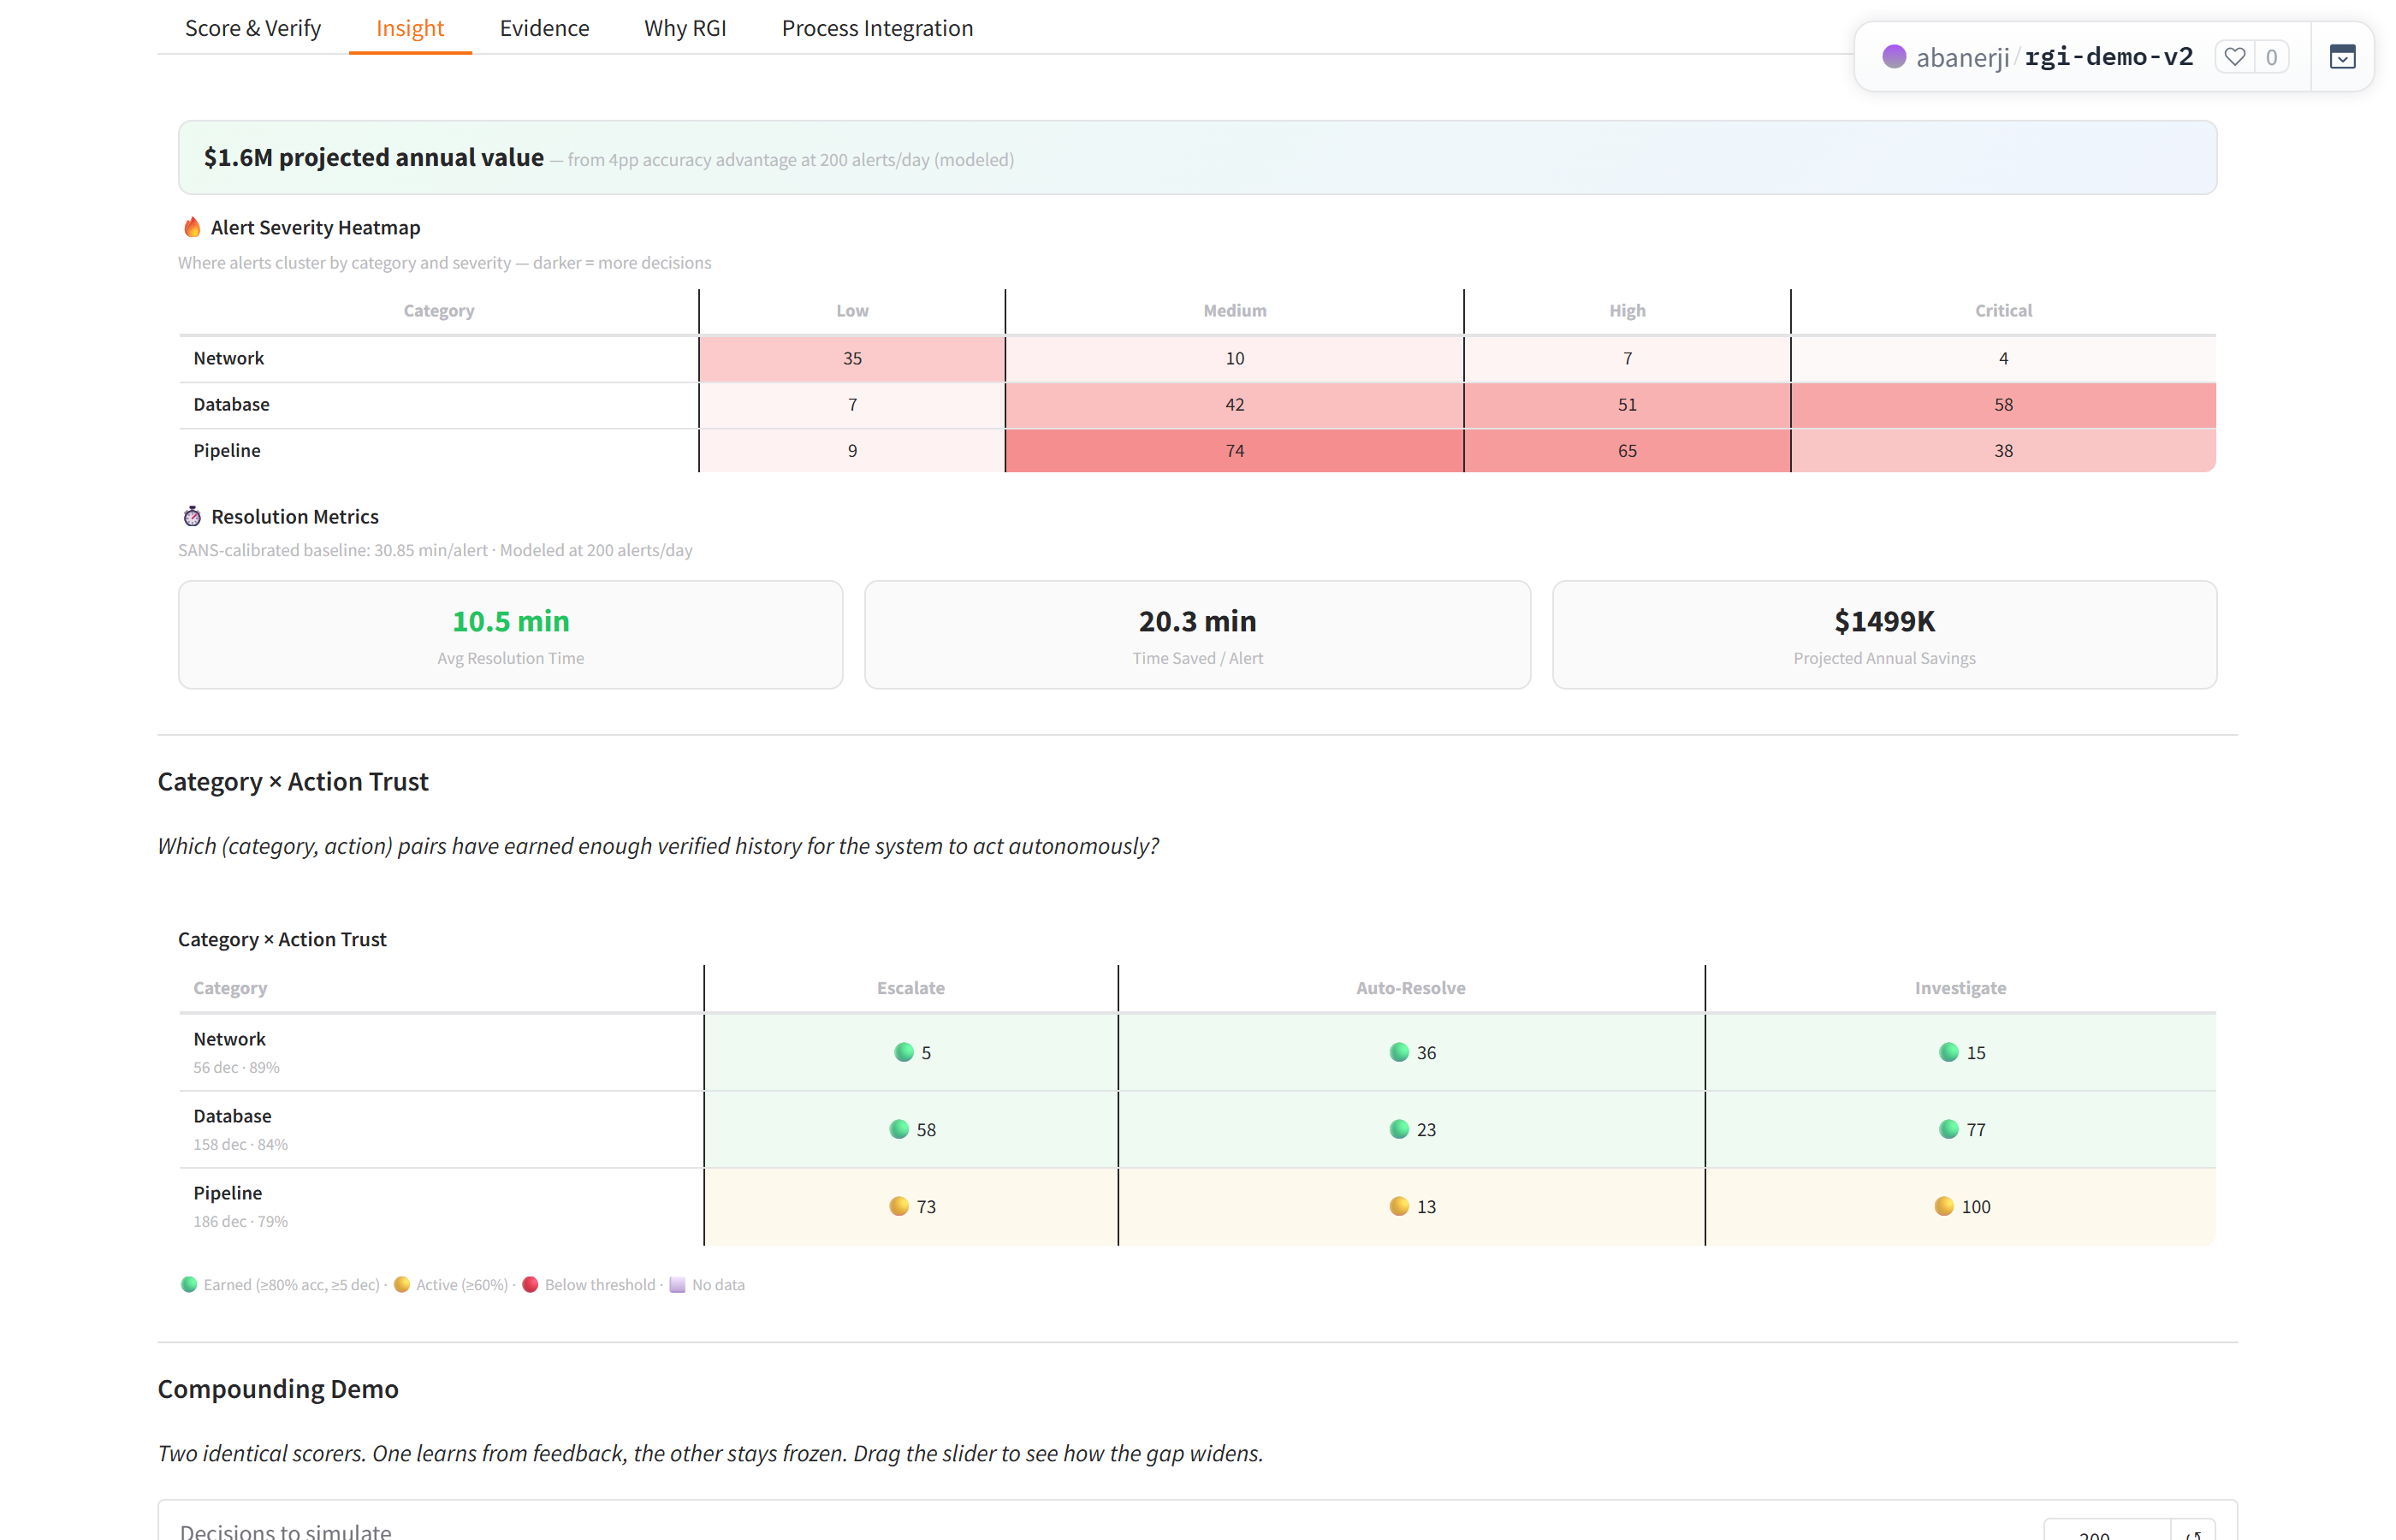 Score & Verify Insight Evidence Why RGI Process Integration
abanerji/rgi-demo-v2 0
$1.6M projected annual value — from 4pp accuracy advantage at 200 alerts/day (modeled)
🔥 Alert Severity Heatmap
Where alerts cluster by category and severity — darker = more decisions
Category Low Medium High Critical
Network 35 10 7 4
Database 7 42 51 58
Pipeline 9 74 65 38
⏱ Resolution Metrics
SANS-calibrated baseline: 30.85 min/alert · Modeled at 200 alerts/day
10.5 min 20.3 min $1499K
Avg Resolution Time Time Saved / Alert Projected Annual Savings
Category × Action Trust
Which (category, action) pairs have earned enough verified history for the system to act autonomously?
Category × Action Trust
Category Escalate Auto-Resolve Investigate
Network
56 dec · 89%
5 36 15
Database
158 dec · 84%
58 23 77
Pipeline
186 dec · 79%
73 13 100
Earned (≥80% acc, ≥5 dec) · Active (≥60%) · Below threshold · No data
Compounding Demo
Two identical scorers. One learns from feedback, the other stays frozen. Drag the slider to see how the gap widens.
Decisions to simulate
200